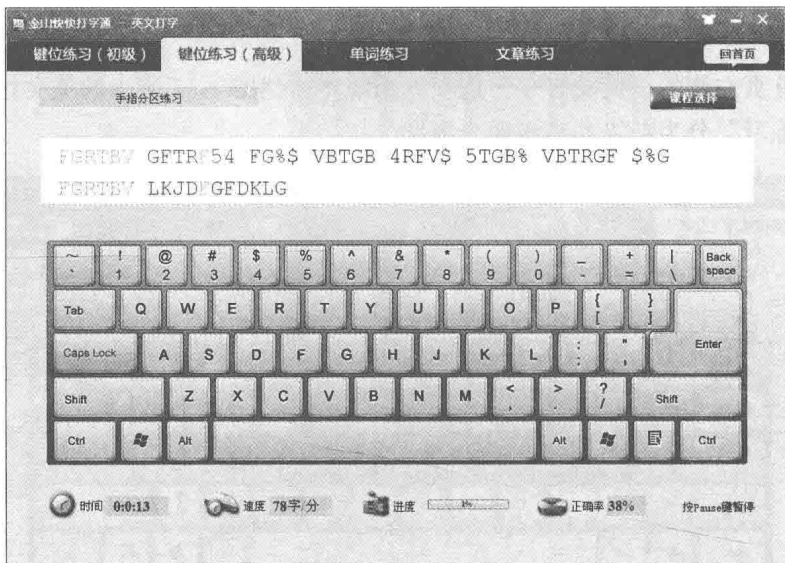 金山快快打字通 - 英文打字
键位练习（初级） 键位练习（高级） 单词练习 文章练习 回首页
手指分区练习 课程选择
FGRTBV GFTRF54 FG%$ VBTGB 4RFV$ 5TGB% VBTRGF $%G
FGRTBV LKJDFGFDKLG
~ ! @ # $ % ^ & * ( ) _ + | Back
` 1 2 3 4 5 6 7 8 9 0 - = \ space
Tab Q W E R T Y U I O P { }
[ ]
Caps Lock A S D F G H J K L : " Enter
; '
Shift Z X C V B N M < > ? Shift
, . /
Ctrl Alt Alt Ctrl
时间 0:0:13 速度 78字/分 进度 正确率 38% 按Pause键暂停